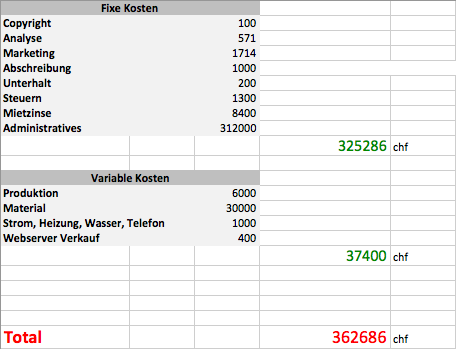 Fixe Kosten
Copyright 100
Analyse 571
Marketing 1714
Abschreibung 1000
Unterhalt 200
Steuern 1300
Mietzinse 8400
Administratives 312000
325286 chf
Variable Kosten
Produktion 6000
Material 30000
Strom, Heizung, Wasser, Telefon 1000
Webserver Verkauf 400
37400 chf
Total 362686 chf